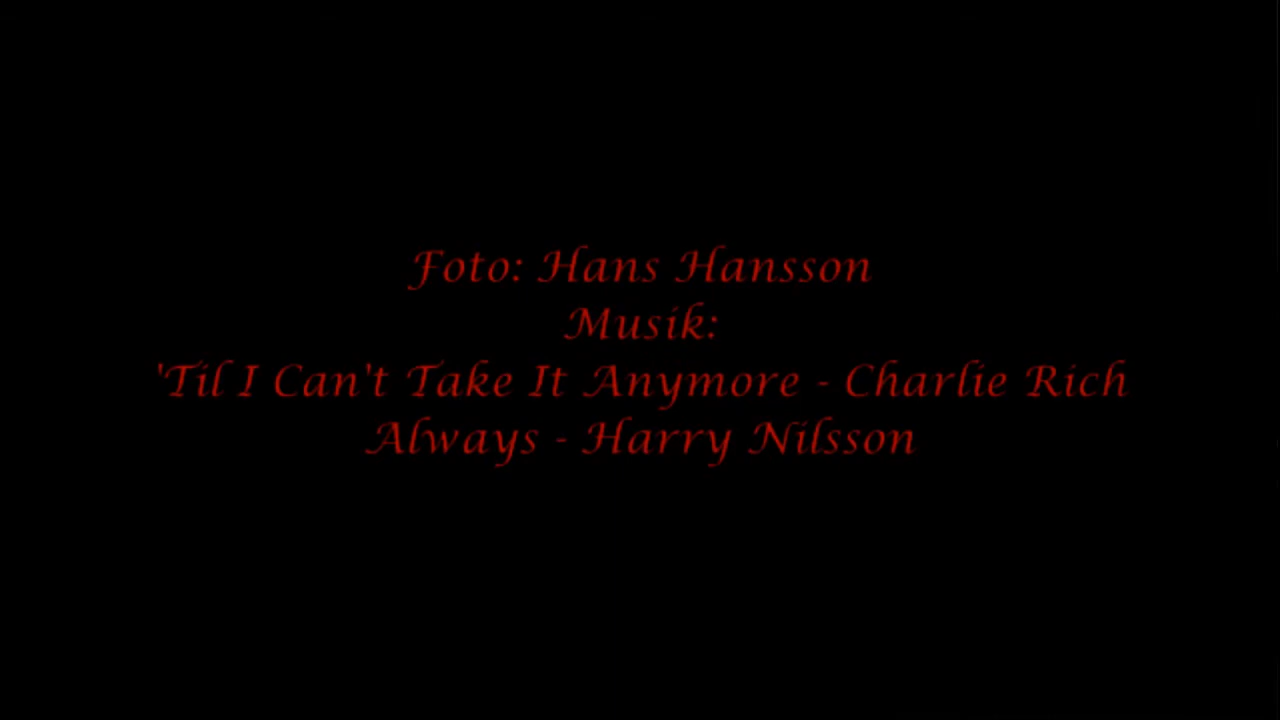 Foto: Hans Hansson
Musik:
'Til I Can't Take It Anymore - Charlie Rich
Always - Harry Nilsson